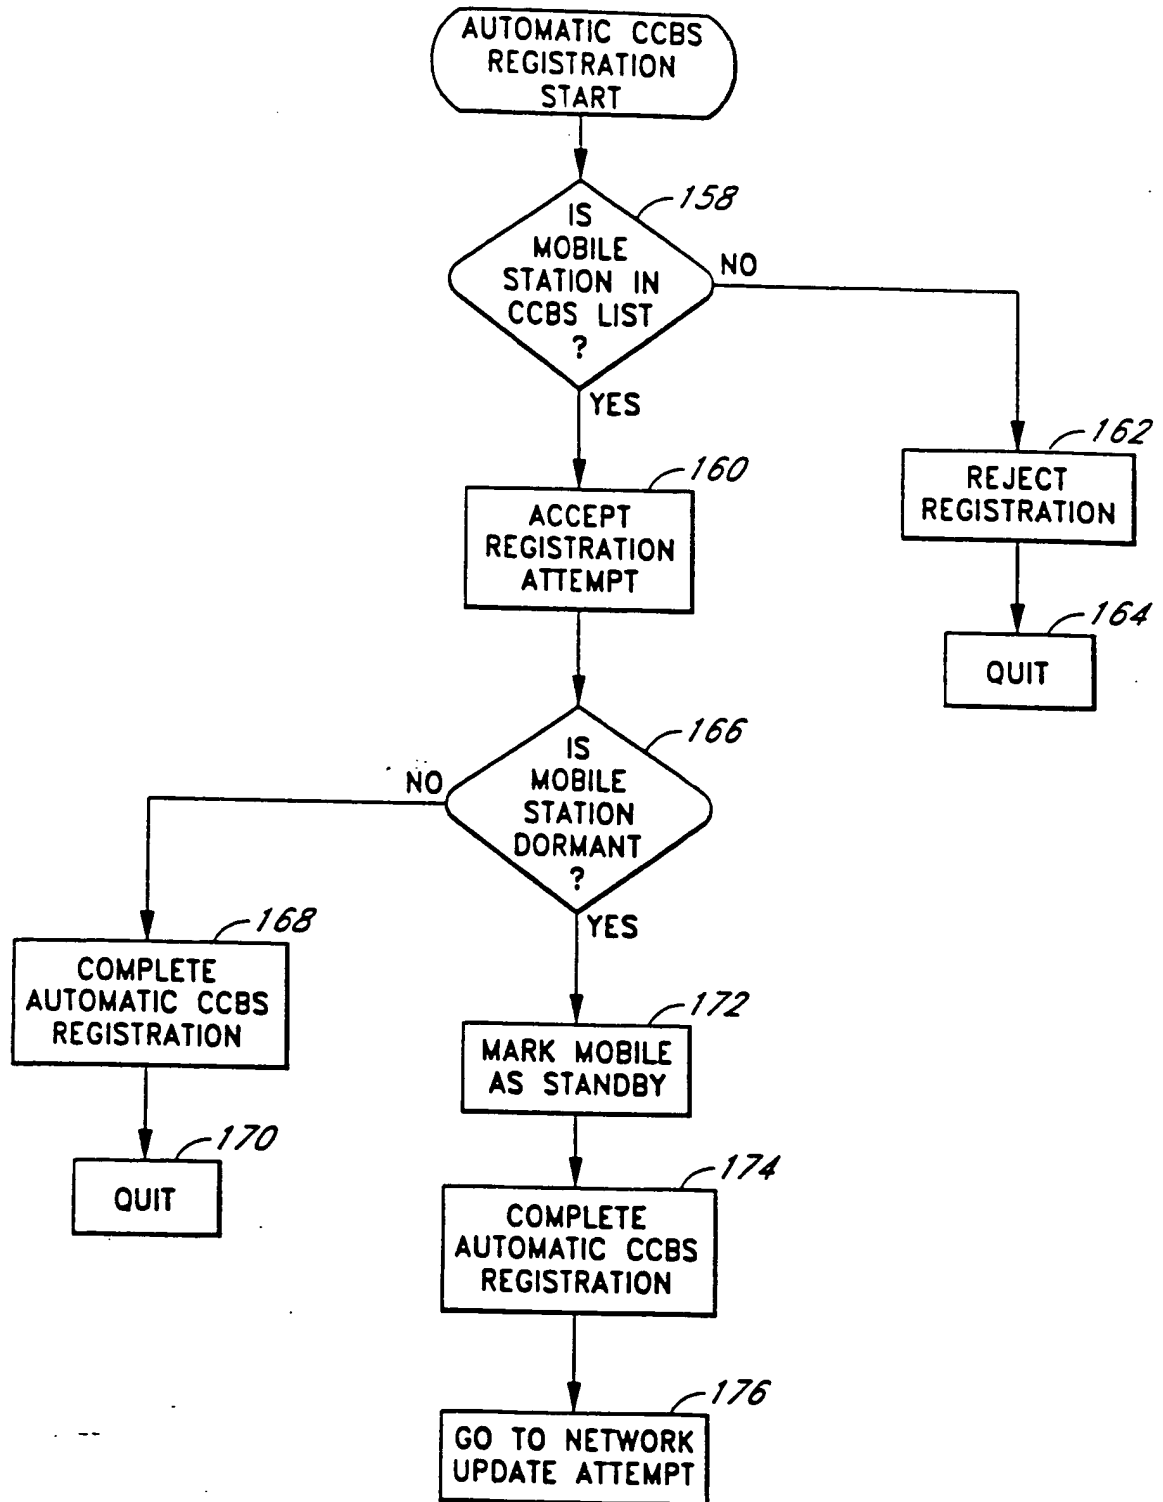 AUTOMATIC CCBS
REGISTRATION
START
158
IS
MOBILE
STATION IN
CCBS LIST
?
NO
YES
162
REJECT
REGISTRATION
160
ACCEPT
REGISTRATION
ATTEMPT
164
QUIT
166
IS
MOBILE
STATION
DORMANT
?
NO
YES
168
COMPLETE
AUTOMATIC CCBS
REGISTRATION
172
MARK MOBILE
AS STANDBY
170
QUIT
174
COMPLETE
AUTOMATIC CCBS
REGISTRATION
176
GO TO NETWORK
UPDATE ATTEMPT